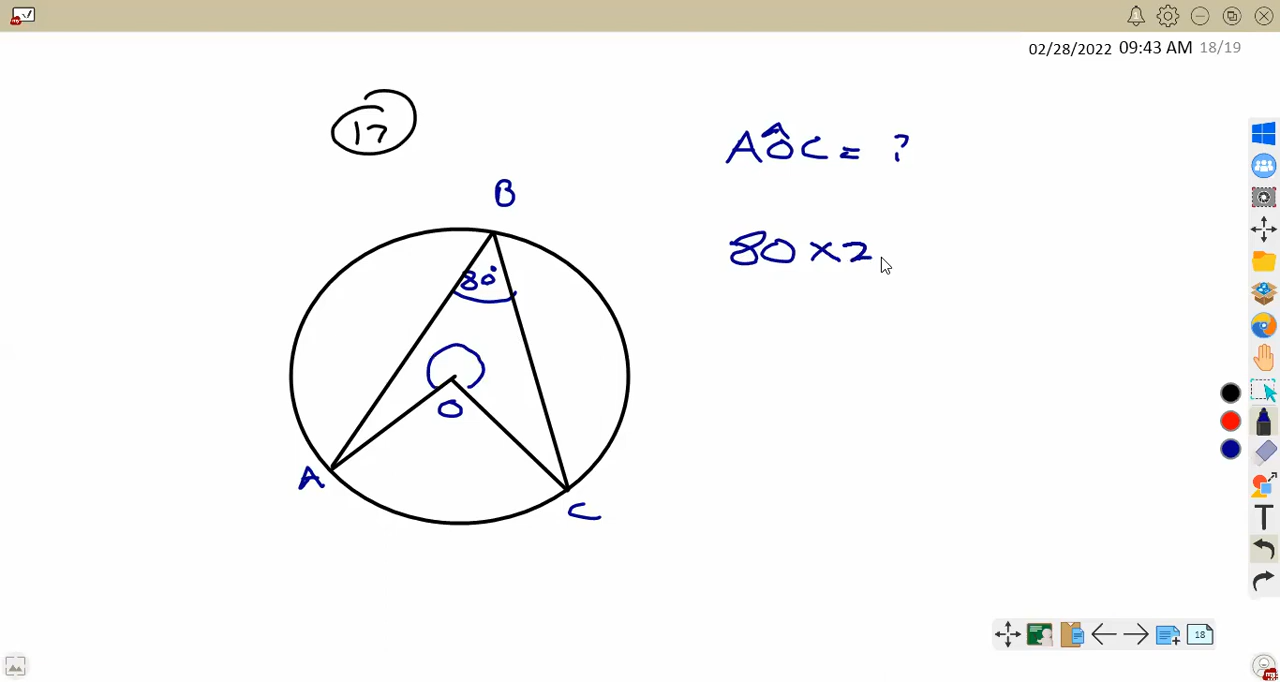 02/28/2022 09:43 AM 18/19
17
AÔC = ?
B
80 × 2
80°
O
A
C
T
18